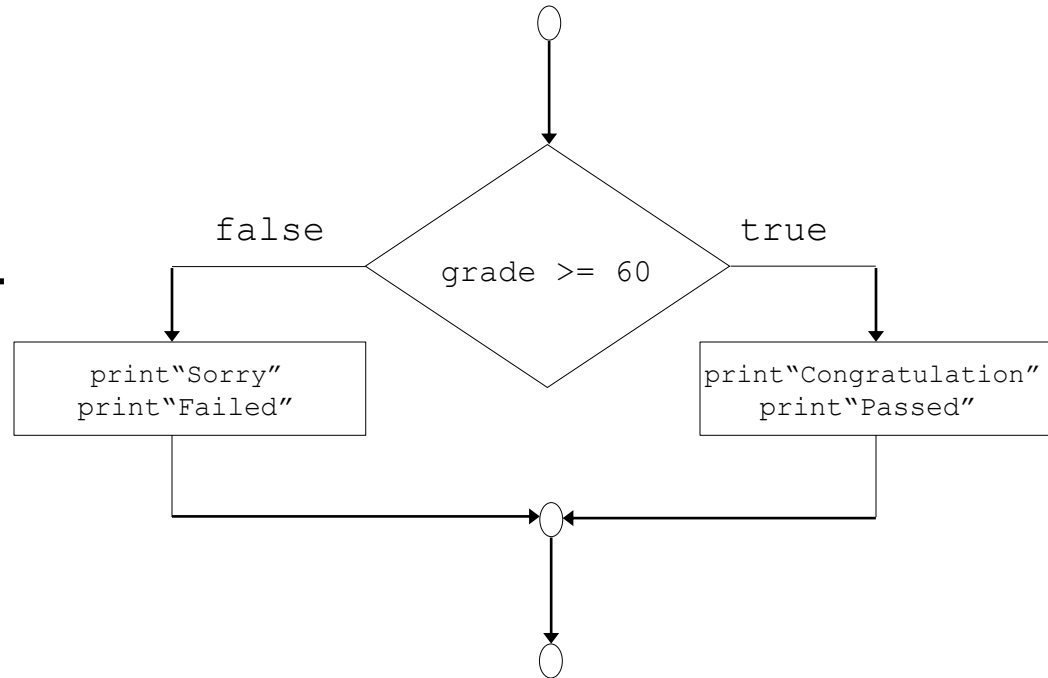 false
true
grade >= 60
print“Sorry”
print“Failed”
print“Congratulation”
print“Passed”